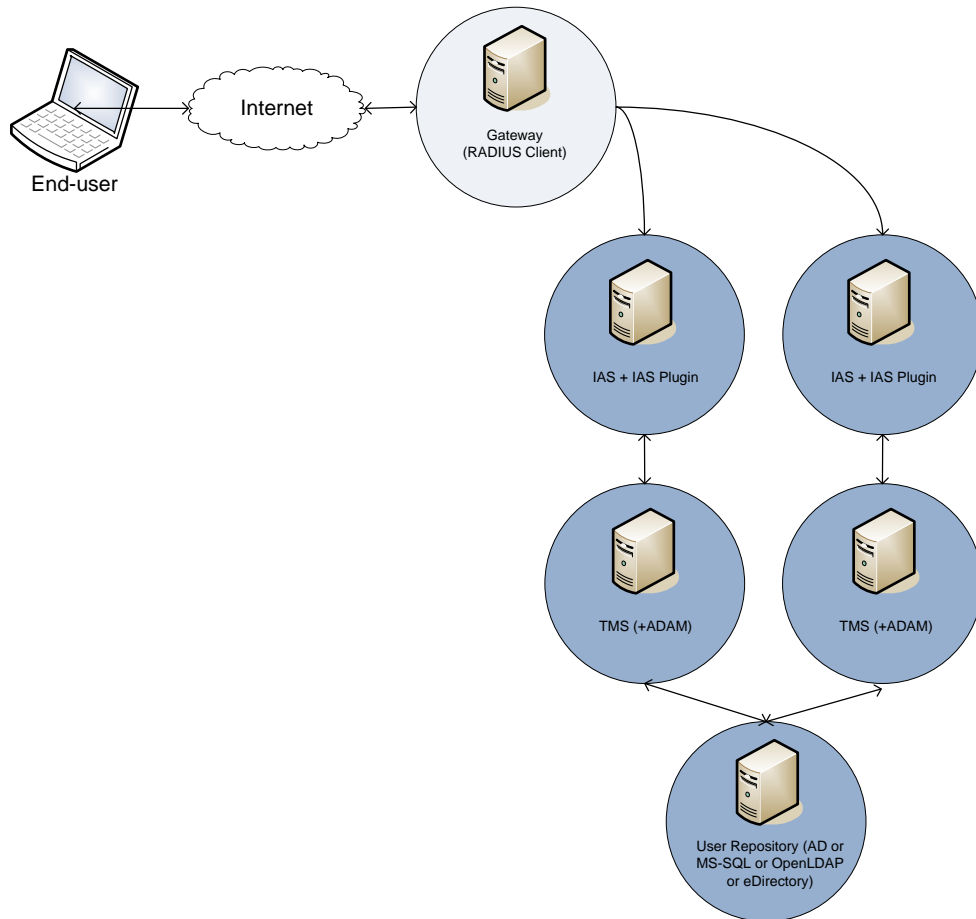 Internet
End-user
Gateway
(RADIUS Client)
IAS + IAS Plugin
IAS + IAS Plugin
TMS (+ADAM)
TMS (+ADAM)
User Repository (AD or
MS-SQL or OpenLDAP
or eDirectory)